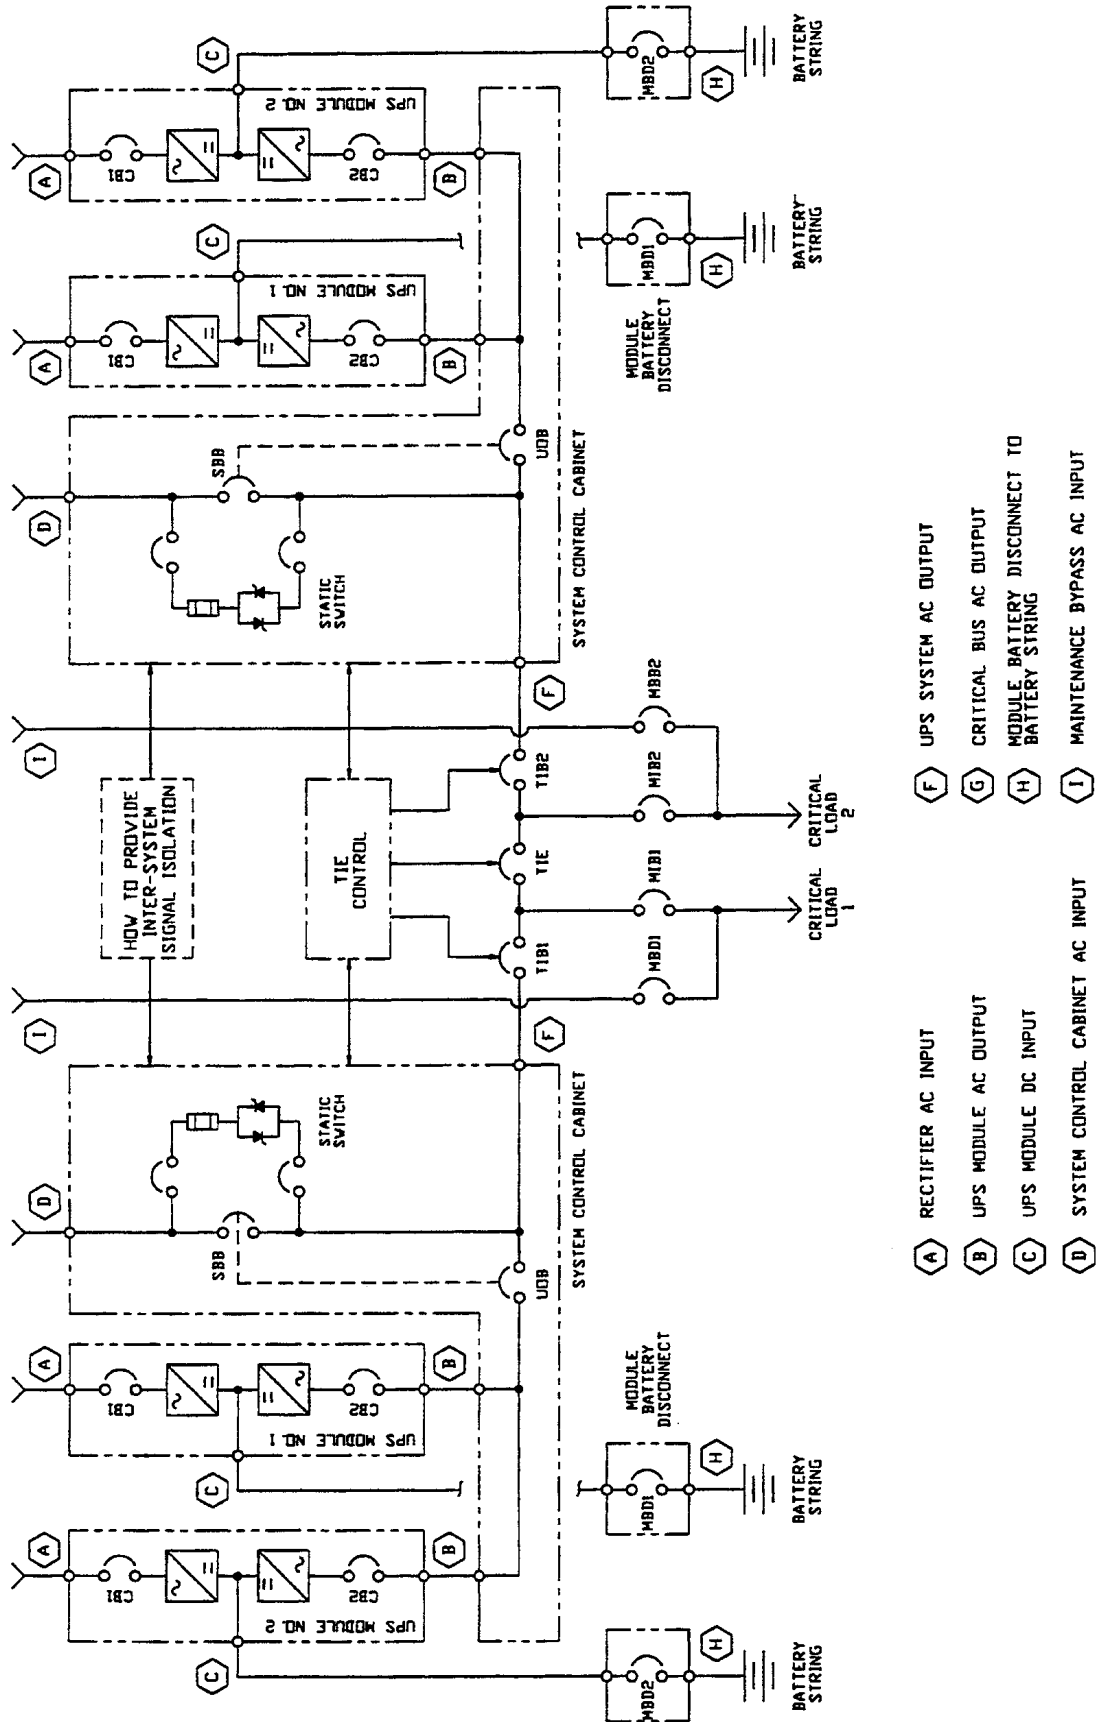 C
C
MBD2
H
BATTERY
STRING
A
CB1
UPS MODULE NO. 2
CB2
B
MBD1
H
BATTERY
STRING
A
CB1
UPS MODULE NO. 1
CB2
B
MODULE
BATTERY
DISCONNECT
D
SBB
UOB
STATIC
SWITCH
SYSTEM CONTROL CABINET
F
I
HOW TO PROVIDE
INTER-SYSTEM
SIGNAL ISOLATION
TIE
CONTROL
TIB2
TIE
TIB1
MBB2
MIB2
MIB1
MBD1
CRITICAL
LOAD
2
CRITICAL
LOAD
1
I
F
D
SBB
UOB
STATIC
SWITCH
SYSTEM CONTROL CABINET
A
CB1
UPS MODULE NO. 1
CB2
B
C
MODULE
BATTERY
DISCONNECT
MBD1
H
BATTERY
STRING
A
CB1
UPS MODULE NO. 2
CB2
B
C
MBD2
H
BATTERY
STRING
A RECTIFIER AC INPUT
B UPS MODULE AC OUTPUT
C UPS MODULE DC INPUT
D SYSTEM CONTROL CABINET AC INPUT
F UPS SYSTEM AC OUTPUT
G CRITICAL BUS AC OUTPUT
H MODULE BATTERY DISCONNECT TO
BATTERY STRING
I MAINTENANCE BYPASS AC INPUT